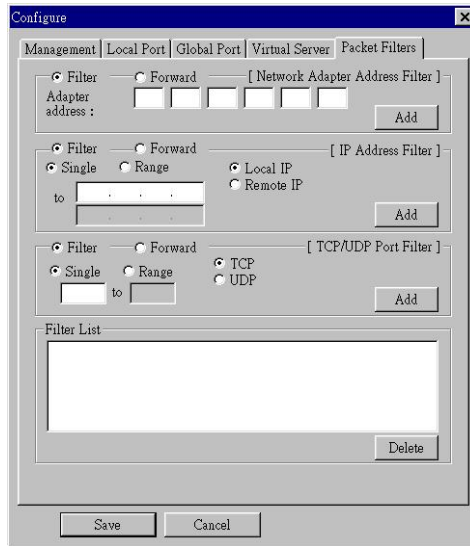 Configure
Management Local Port Global Port Virtual Server Packet Filters
Filter Forward [ Network Adapter Address Filter ]
Adapter address :
Add
Filter Forward [ IP Address Filter ]
Single Range Local IP
Remote IP
to . . .
. . .
Add
Filter Forward [ TCP/UDP Port Filter ]
Single Range TCP
to UDP
Add
Filter List
Delete
Save Cancel